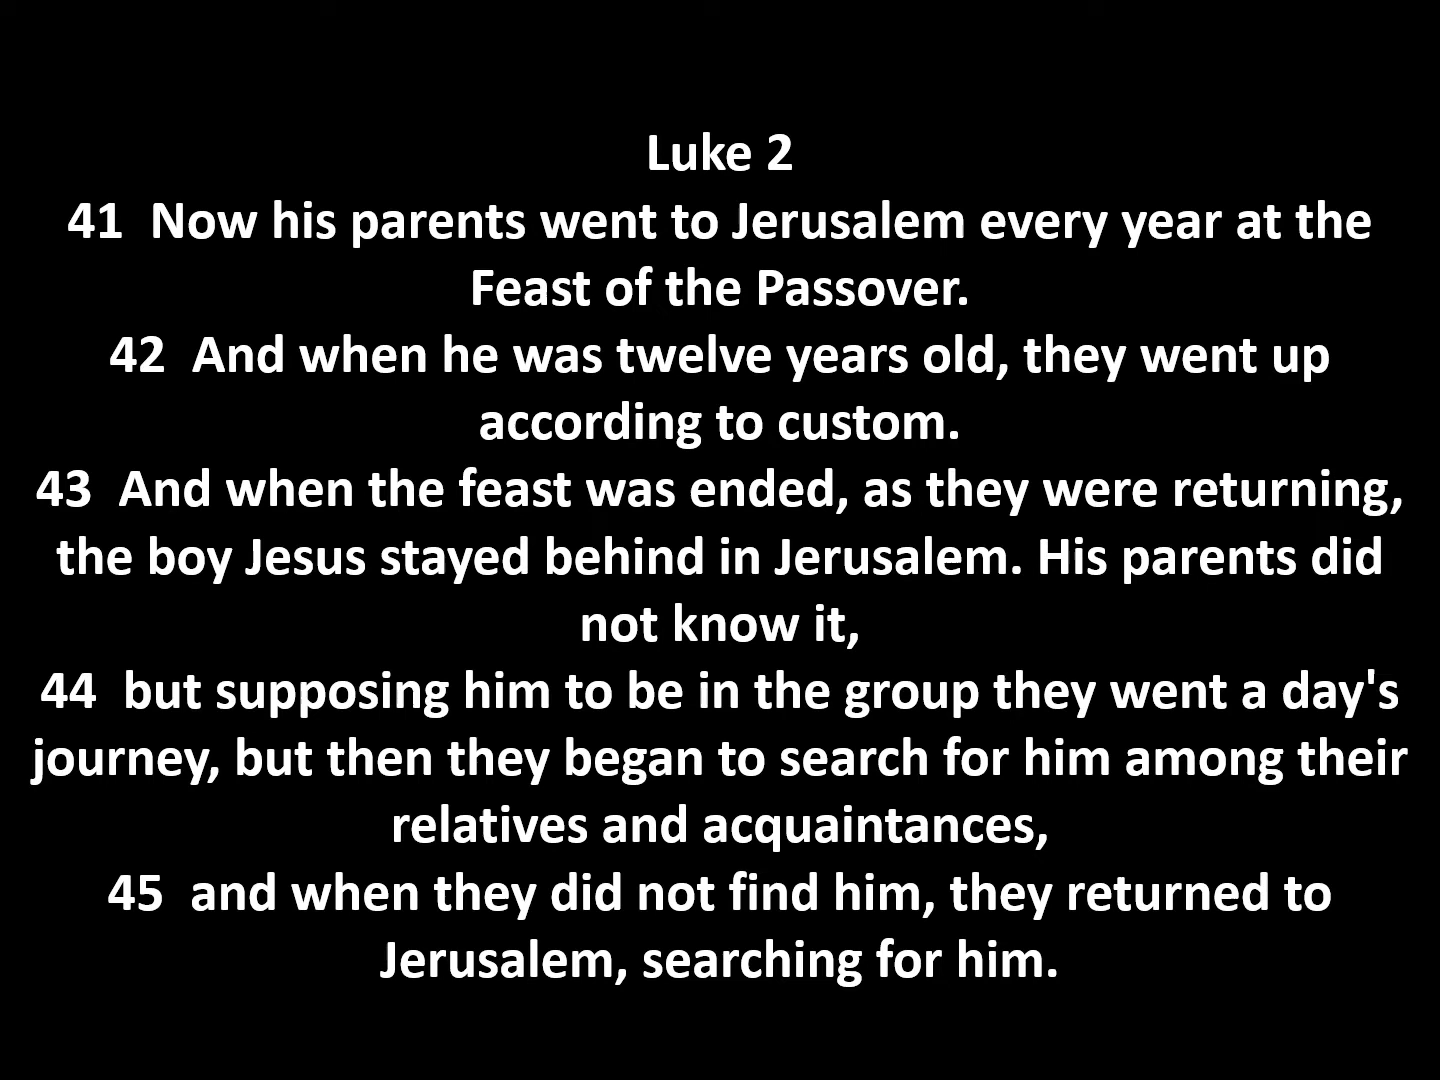 Luke 2
41  Now his parents went to Jerusalem every year at the
Feast of the Passover.
42  And when he was twelve years old, they went up
according to custom.
43  And when the feast was ended, as they were returning,
the boy Jesus stayed behind in Jerusalem. His parents did
not know it,
44  but supposing him to be in the group they went a day's
journey, but then they began to search for him among their
relatives and acquaintances,
45  and when they did not find him, they returned to
Jerusalem, searching for him.